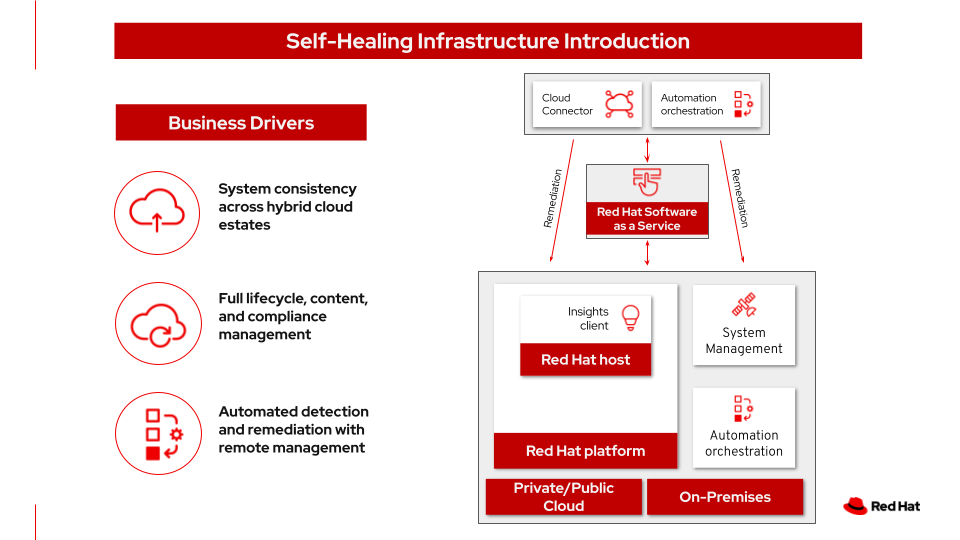 Self-Healing Infrastructure Introduction
Business Drivers
System consistency
across hybrid cloud
estates
Full lifecycle, content,
and compliance
management
Automated detection
and remediation with
remote management
Cloud
Connector
Automation
orchestration
Remediation
Remediation
Red Hat Software
as a Service
Insights
client
Red Hat host
Red Hat platform
System
Management
Automation
orchestration
Private/Public
Cloud
On-Premises
Red Hat